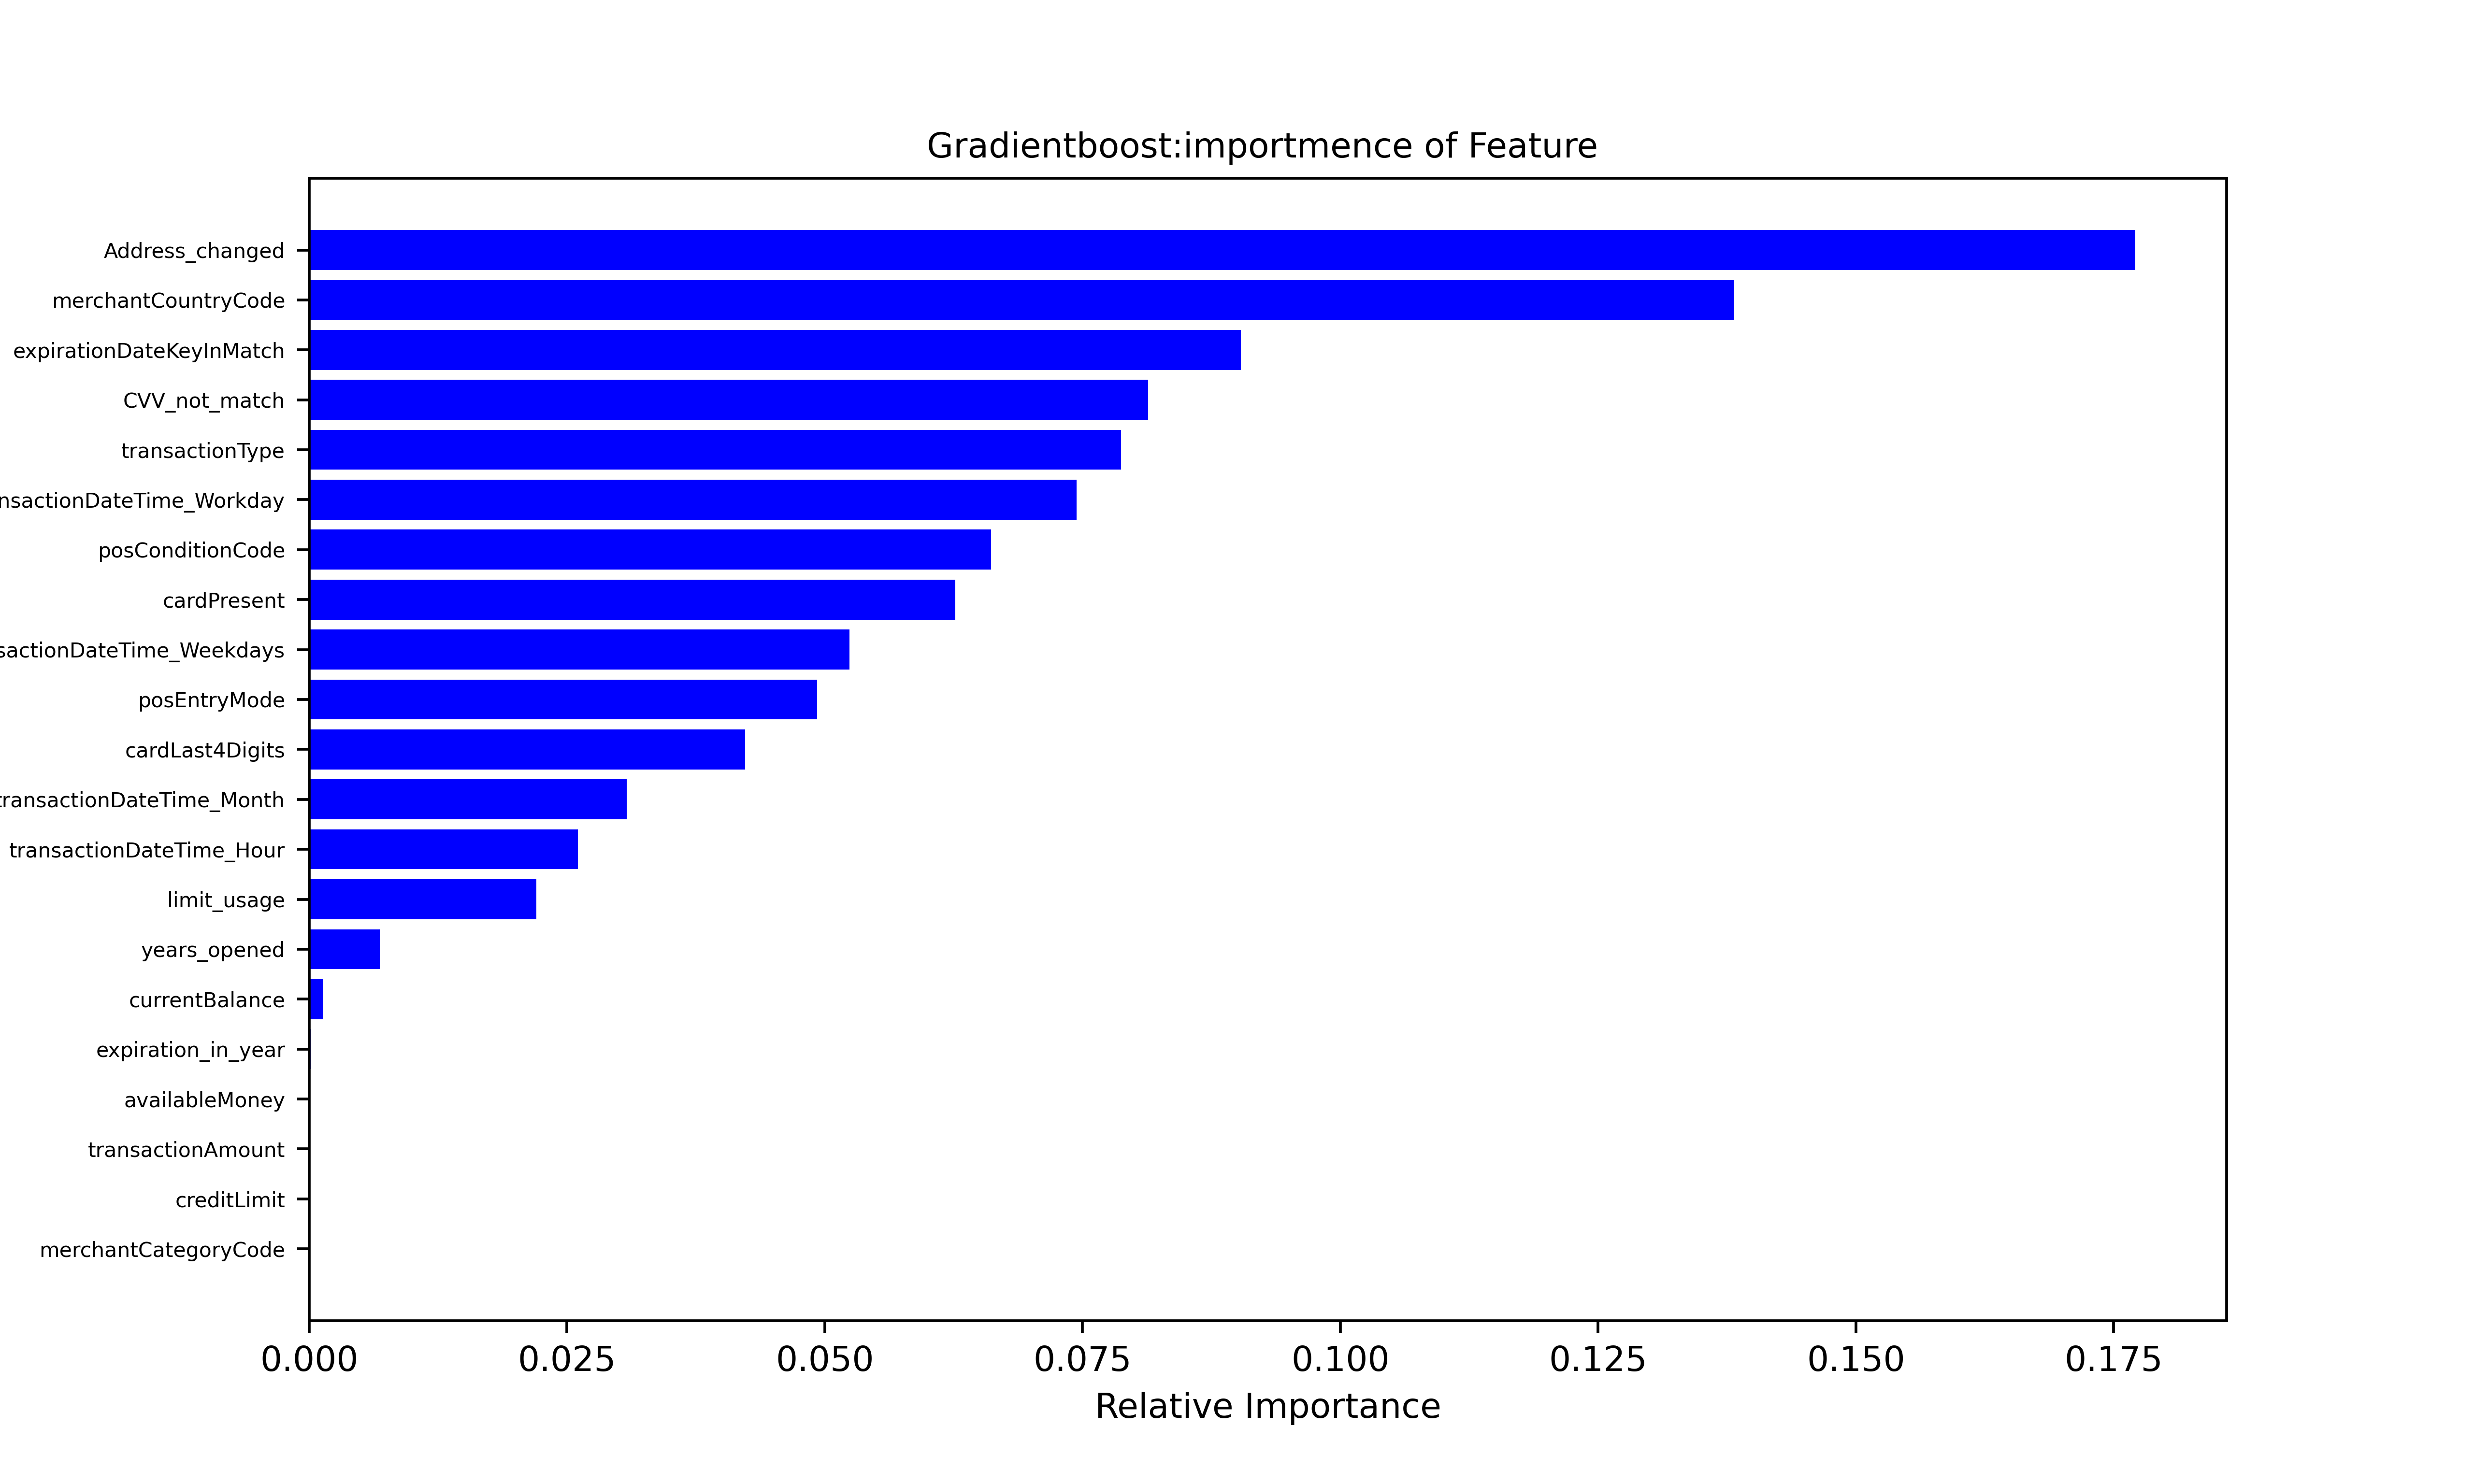 Gradientboost:importmence of Feature
Address_changed
merchantCountryCode
expirationDateKeyInMatch
CVV_not_match
transactionType
nsactionDateTime_Workday
posConditionCode
cardPresent
sactionDateTime_Weekdays
posEntryMode
cardLast4Digits
transactionDateTime_Month
transactionDateTime_Hour
limit_usage
years_opened
currentBalance
expiration_in_year
availableMoney
transactionAmount
creditLimit
merchantCategoryCode
0.000 0.025 0.050 0.075 0.100 0.125 0.150 0.175
Relative Importance